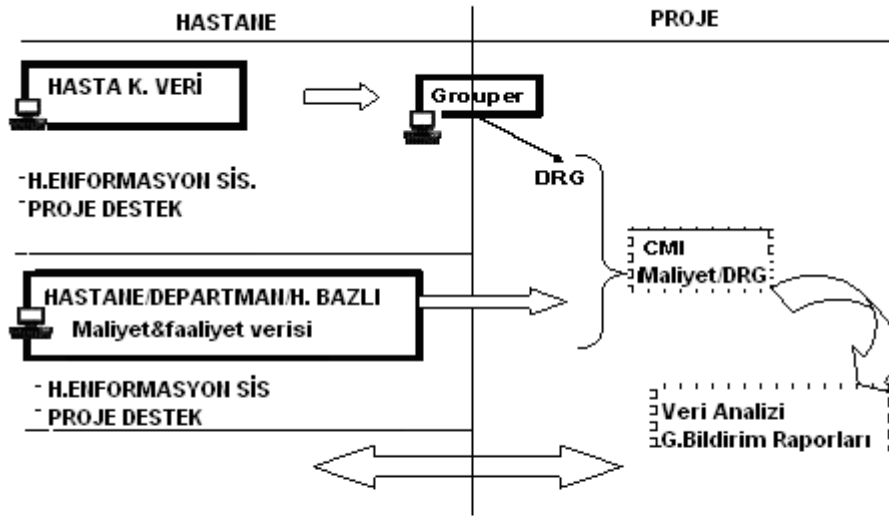 HASTANE
PROJE
HASTA K. VERİ
Grouper
DRG
-H.ENFORMASYON SİS.
-PROJE DESTEK
CMI
Maliyet/DRG
HASTANE/DEPARTMAN/H. BAZLI
Maliyet&faaliyet verisi
- H.ENFORMASYON SİS
- PROJE DESTEK
Veri Analizi
G.Bildirim Raporları